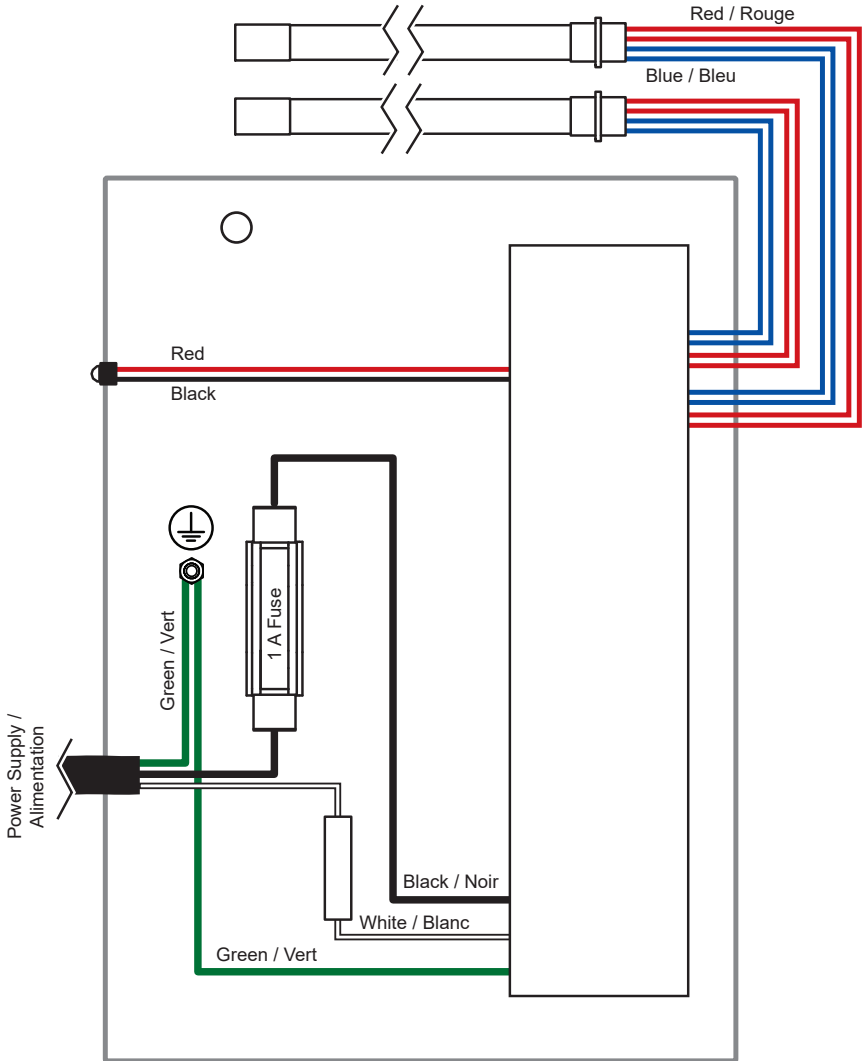 Red / Rouge
Blue / Bleu
Red
Black
1 A Fuse
Green / Vert
Power Supply /
Alimentation
Black / Noir
White / Blanc
Green / Vert